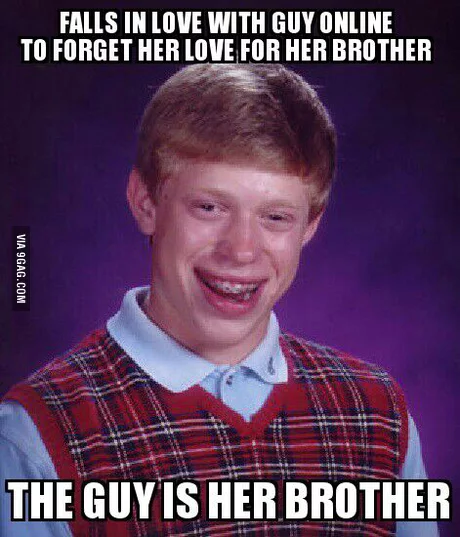 FALLS IN LOVE WITH GUY ONLINE
TO FORGET HER LOVE FOR HER BROTHER
VIA 9GAG.COM
THE GUY IS HER BROTHER